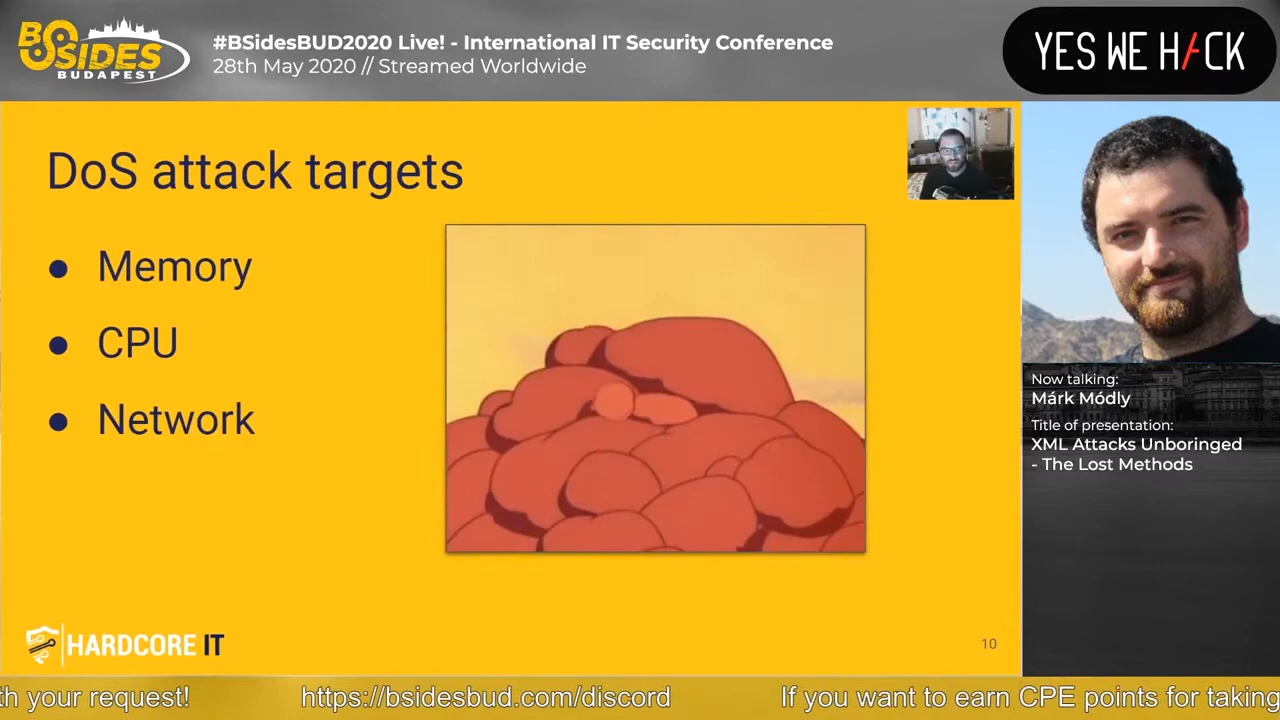 BSIDES
BUDAPEST
#BSidesBUD2020 Live! - International IT Security Conference
28th May 2020 // Streamed Worldwide
YES WE H/CK
DoS attack targets
● Memory
● CPU
● Network
Now talking:
Márk Módly
Title of presentation:
XML Attacks Unboringed
- The Lost Methods
HARDCORE IT
10
th your request!
https://bsidesbud.com/discord
If you want to earn CPE points for taking